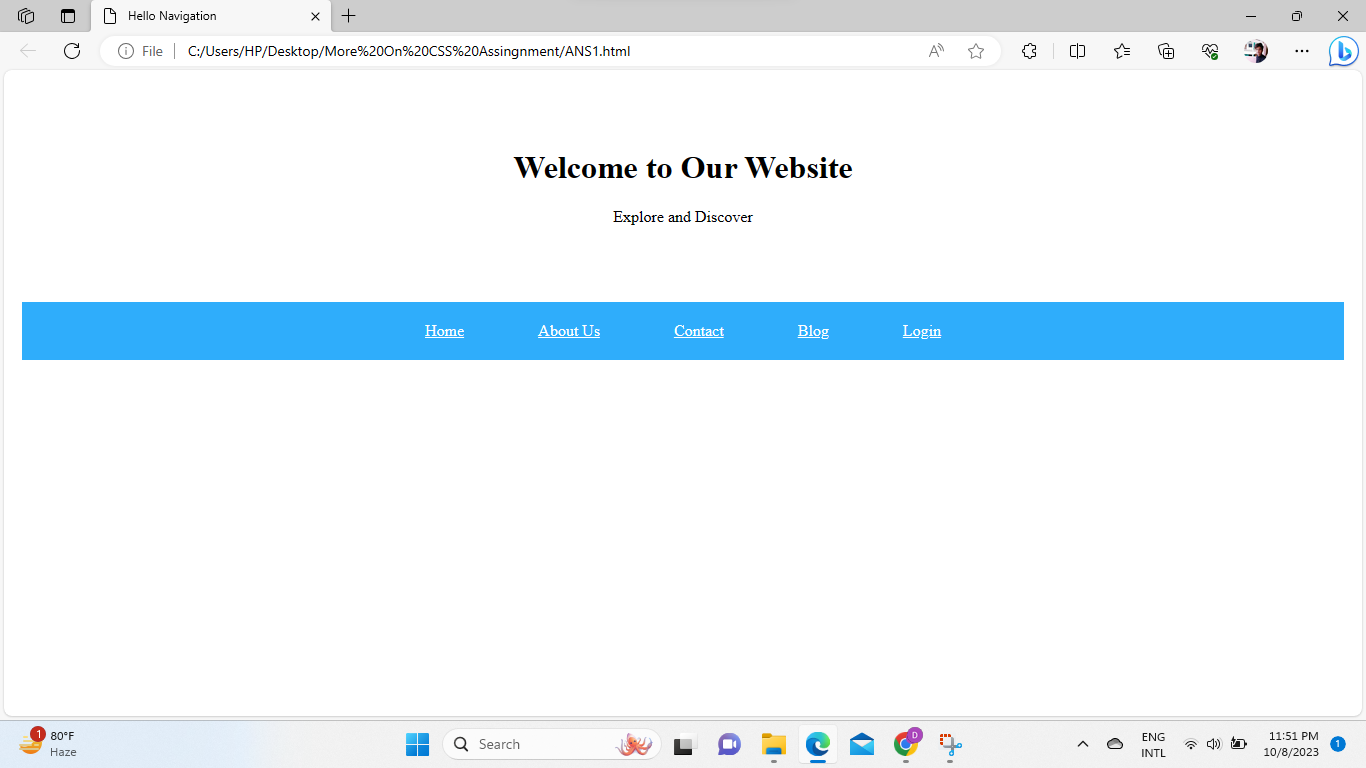 Hello Navigation
File
C:/Users/HP/Desktop/More%20On%20CSS%20Assingnment/ANS1.html
Welcome to Our Website
Explore and Discover
Home About Us Contact Blog Login
1
80°F
Haze
Search
D
ENG
INTL
11:51 PM
10/8/2023
1